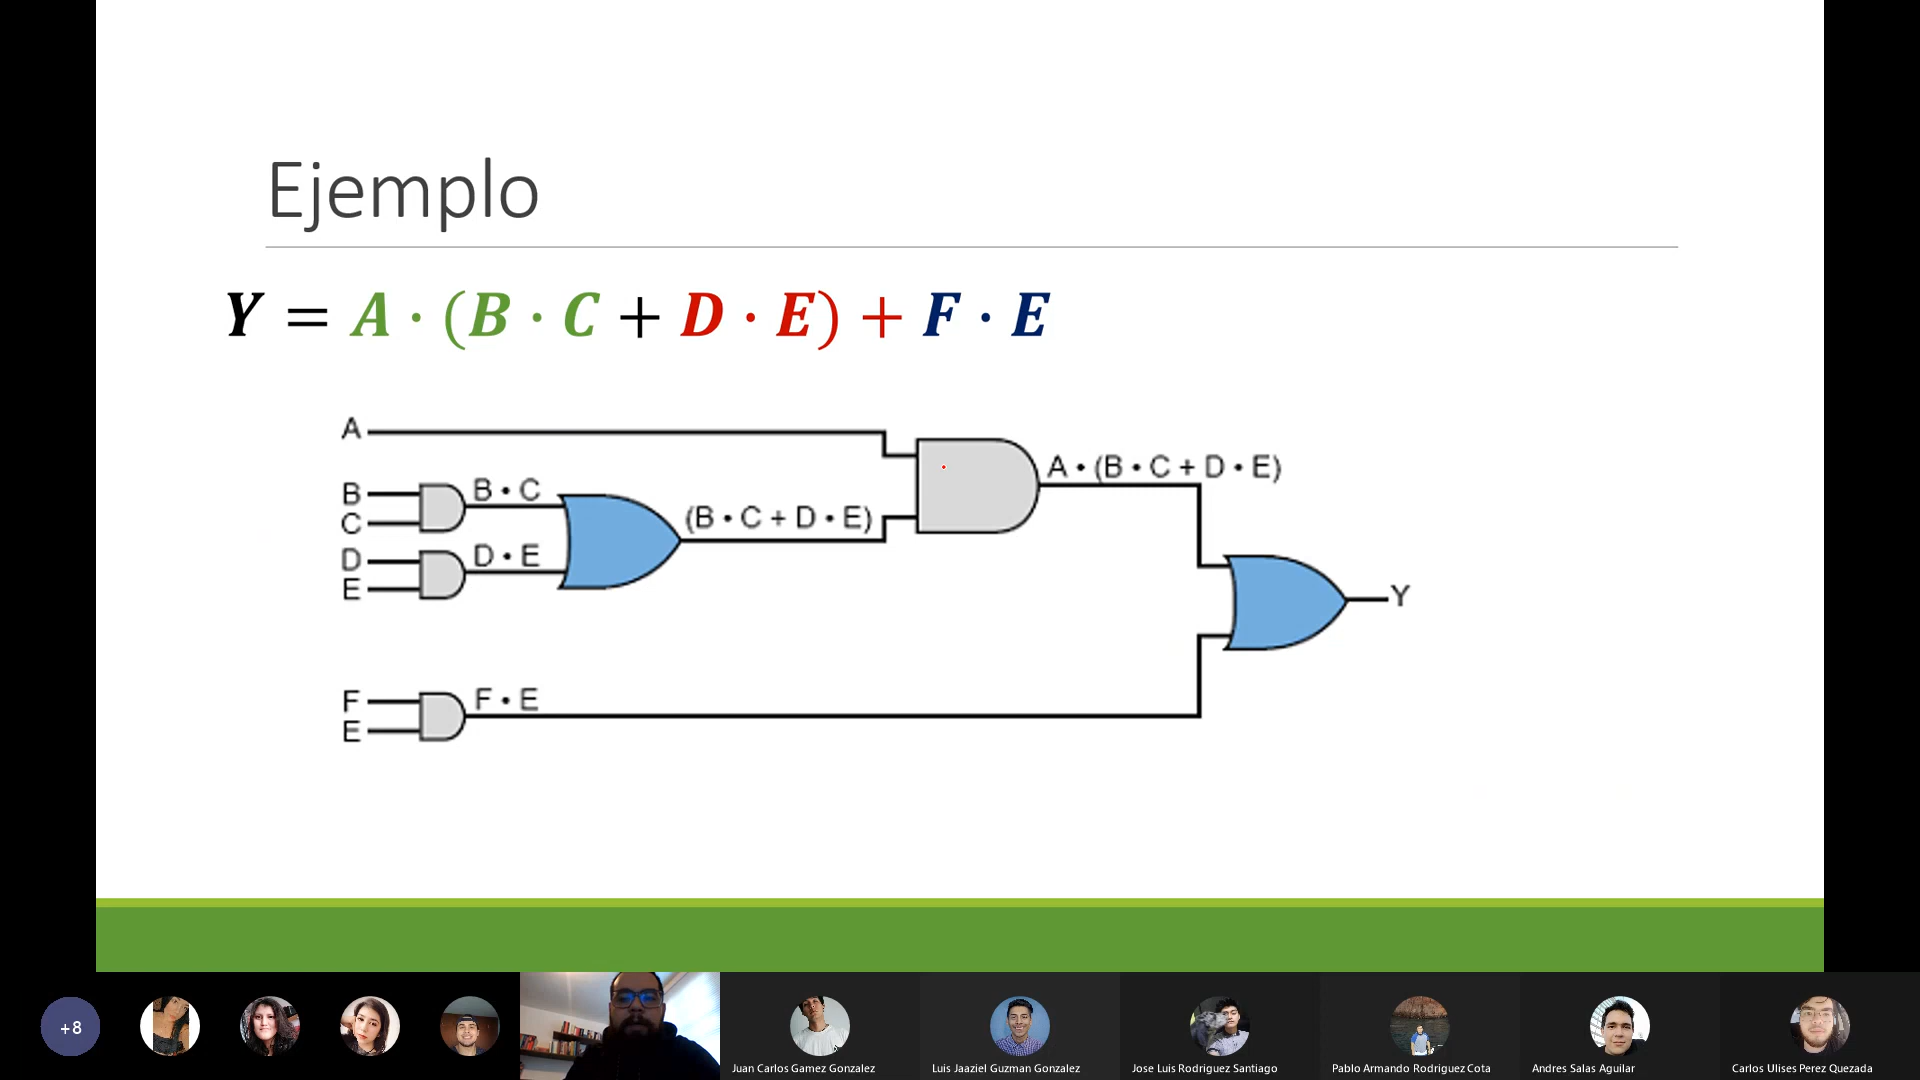 Ejemplo
Y = A · (B · C + D · E) + F · E
A
A • (B • C + D • E)
B
B • C
C
(B • C + D • E)
D
D • E
E
Y
F
F • E
E
+8
Juan Carlos Gamez Gonzalez
Luis Jaaziel Guzman Gonzalez
Jose Luis Rodriguez Santiago
Pablo Armando Rodriguez Cota
Andres Salas Aguilar
Carlos Ulises Perez Quezada